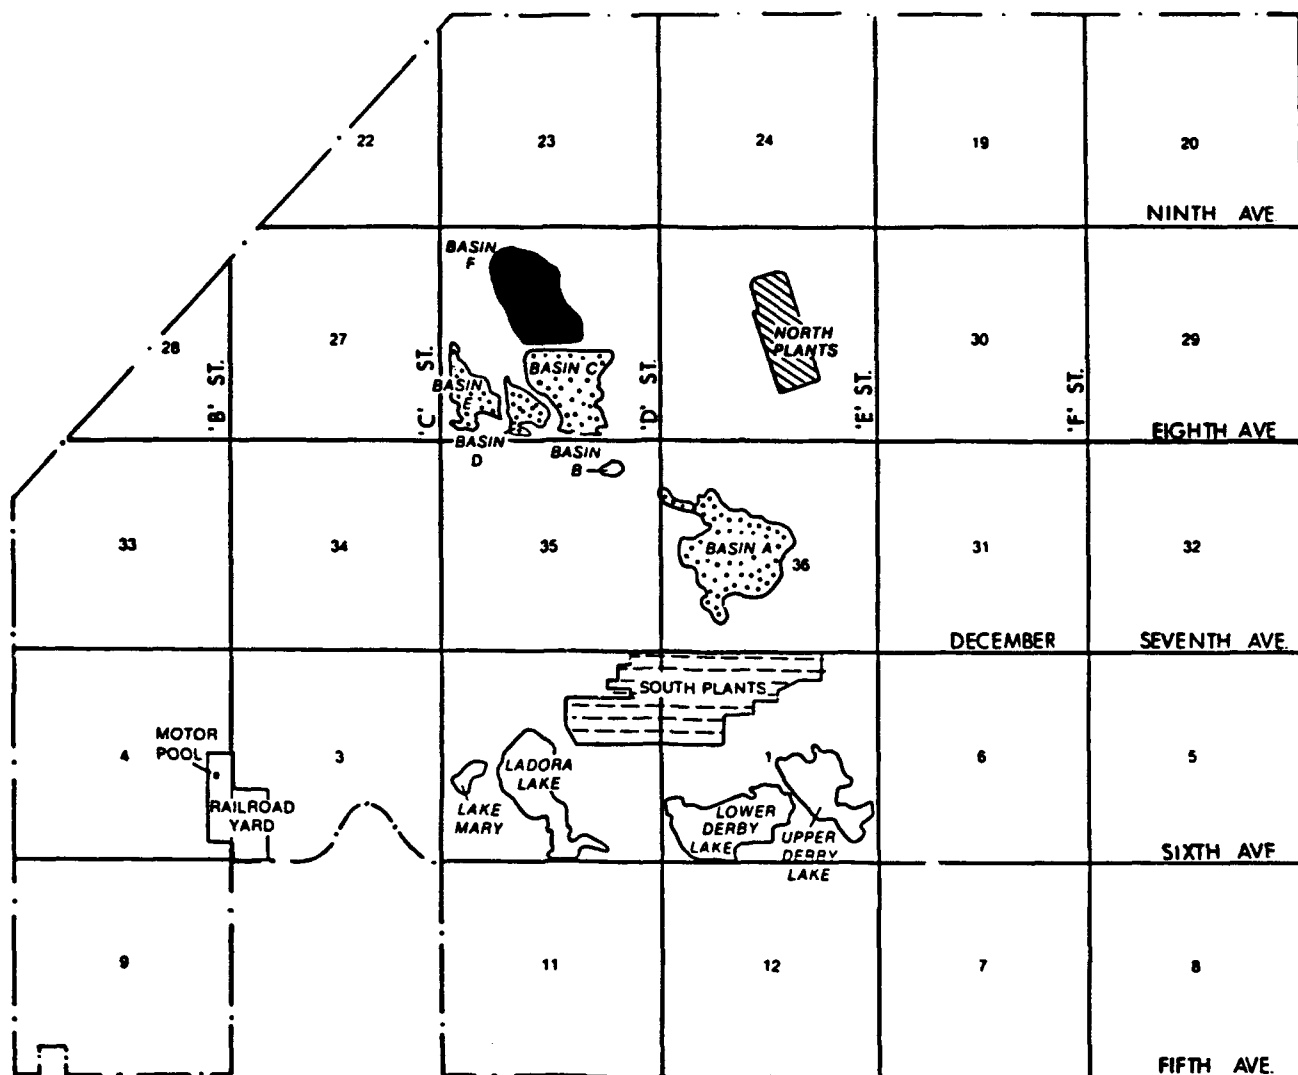 22
23
24
19
20
NINTH AVE
BASIN
F
28
27
NORTH
PLANTS
30
29
'B' ST.
'C' ST.
BASIN
E
BASIN C
'D' ST.
'E' ST.
'F' ST.
EIGHTH AVE
BASIN
D
BASIN
B
33
34
35
BASIN A
36
31
32
DECEMBER
SEVENTH AVE.
SOUTH PLANTS
4
MOTOR
POOL
3
RAILROAD
YARD
LADORA
LAKE
LAKE
MARY
1
LOWER
DERBY
LAKE
UPPER
DERBY
LAKE
6
5
SIXTH AVE
9
11
12
7
8
FIFTH AVE.